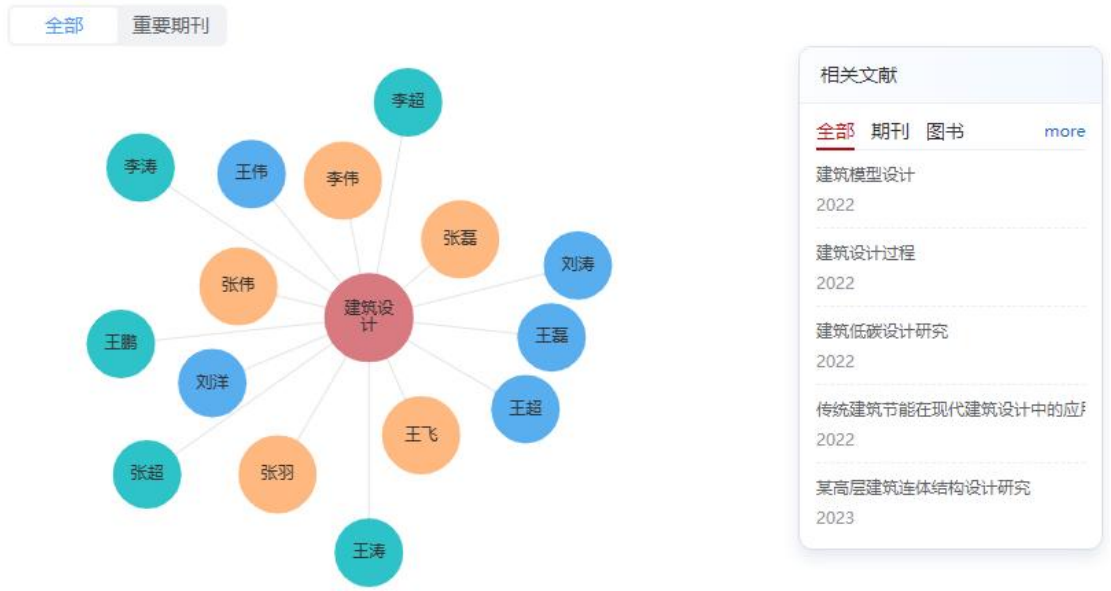 全部 重要期刊
李超
李涛
王伟
李伟
张磊
刘涛
张伟
建筑设
计
王鹏
王磊
刘洋
王超
王飞
张超
张羽
王涛
相关文献
全部 期刊 图书 more
建筑模型设计
2022
建筑设计过程
2022
建筑低碳设计研究
2022
传统建筑节能在现代建筑设计中的应
2022
某高层建筑连体结构设计研究
2023